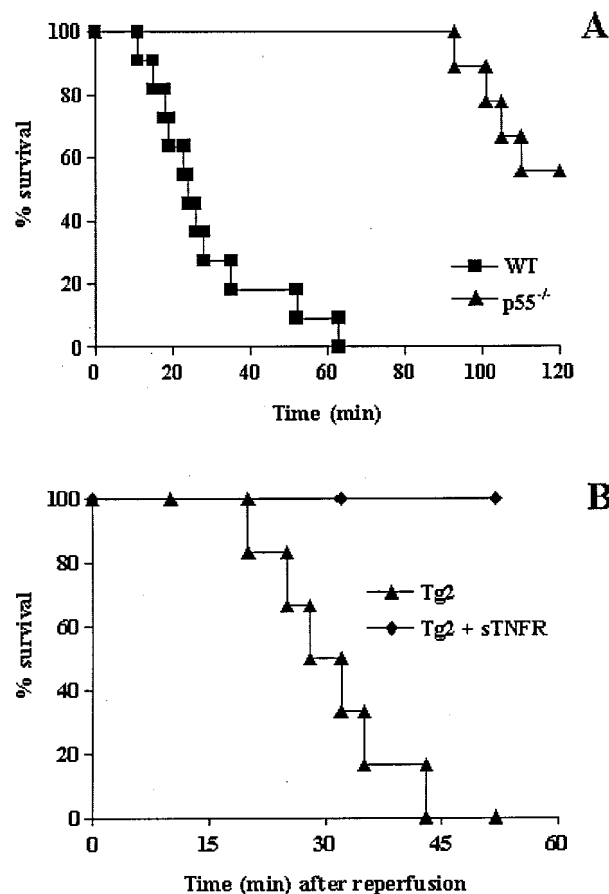 A
100
80
60
40
20
0
% survival
WT
p55-/-
0 20 40 60 80 100 120
Time (min)
B
100
80
60
40
20
0
% survival
Tg2
Tg2 + sTNFR
0 15 30 45 60
Time (min) after reperfusion